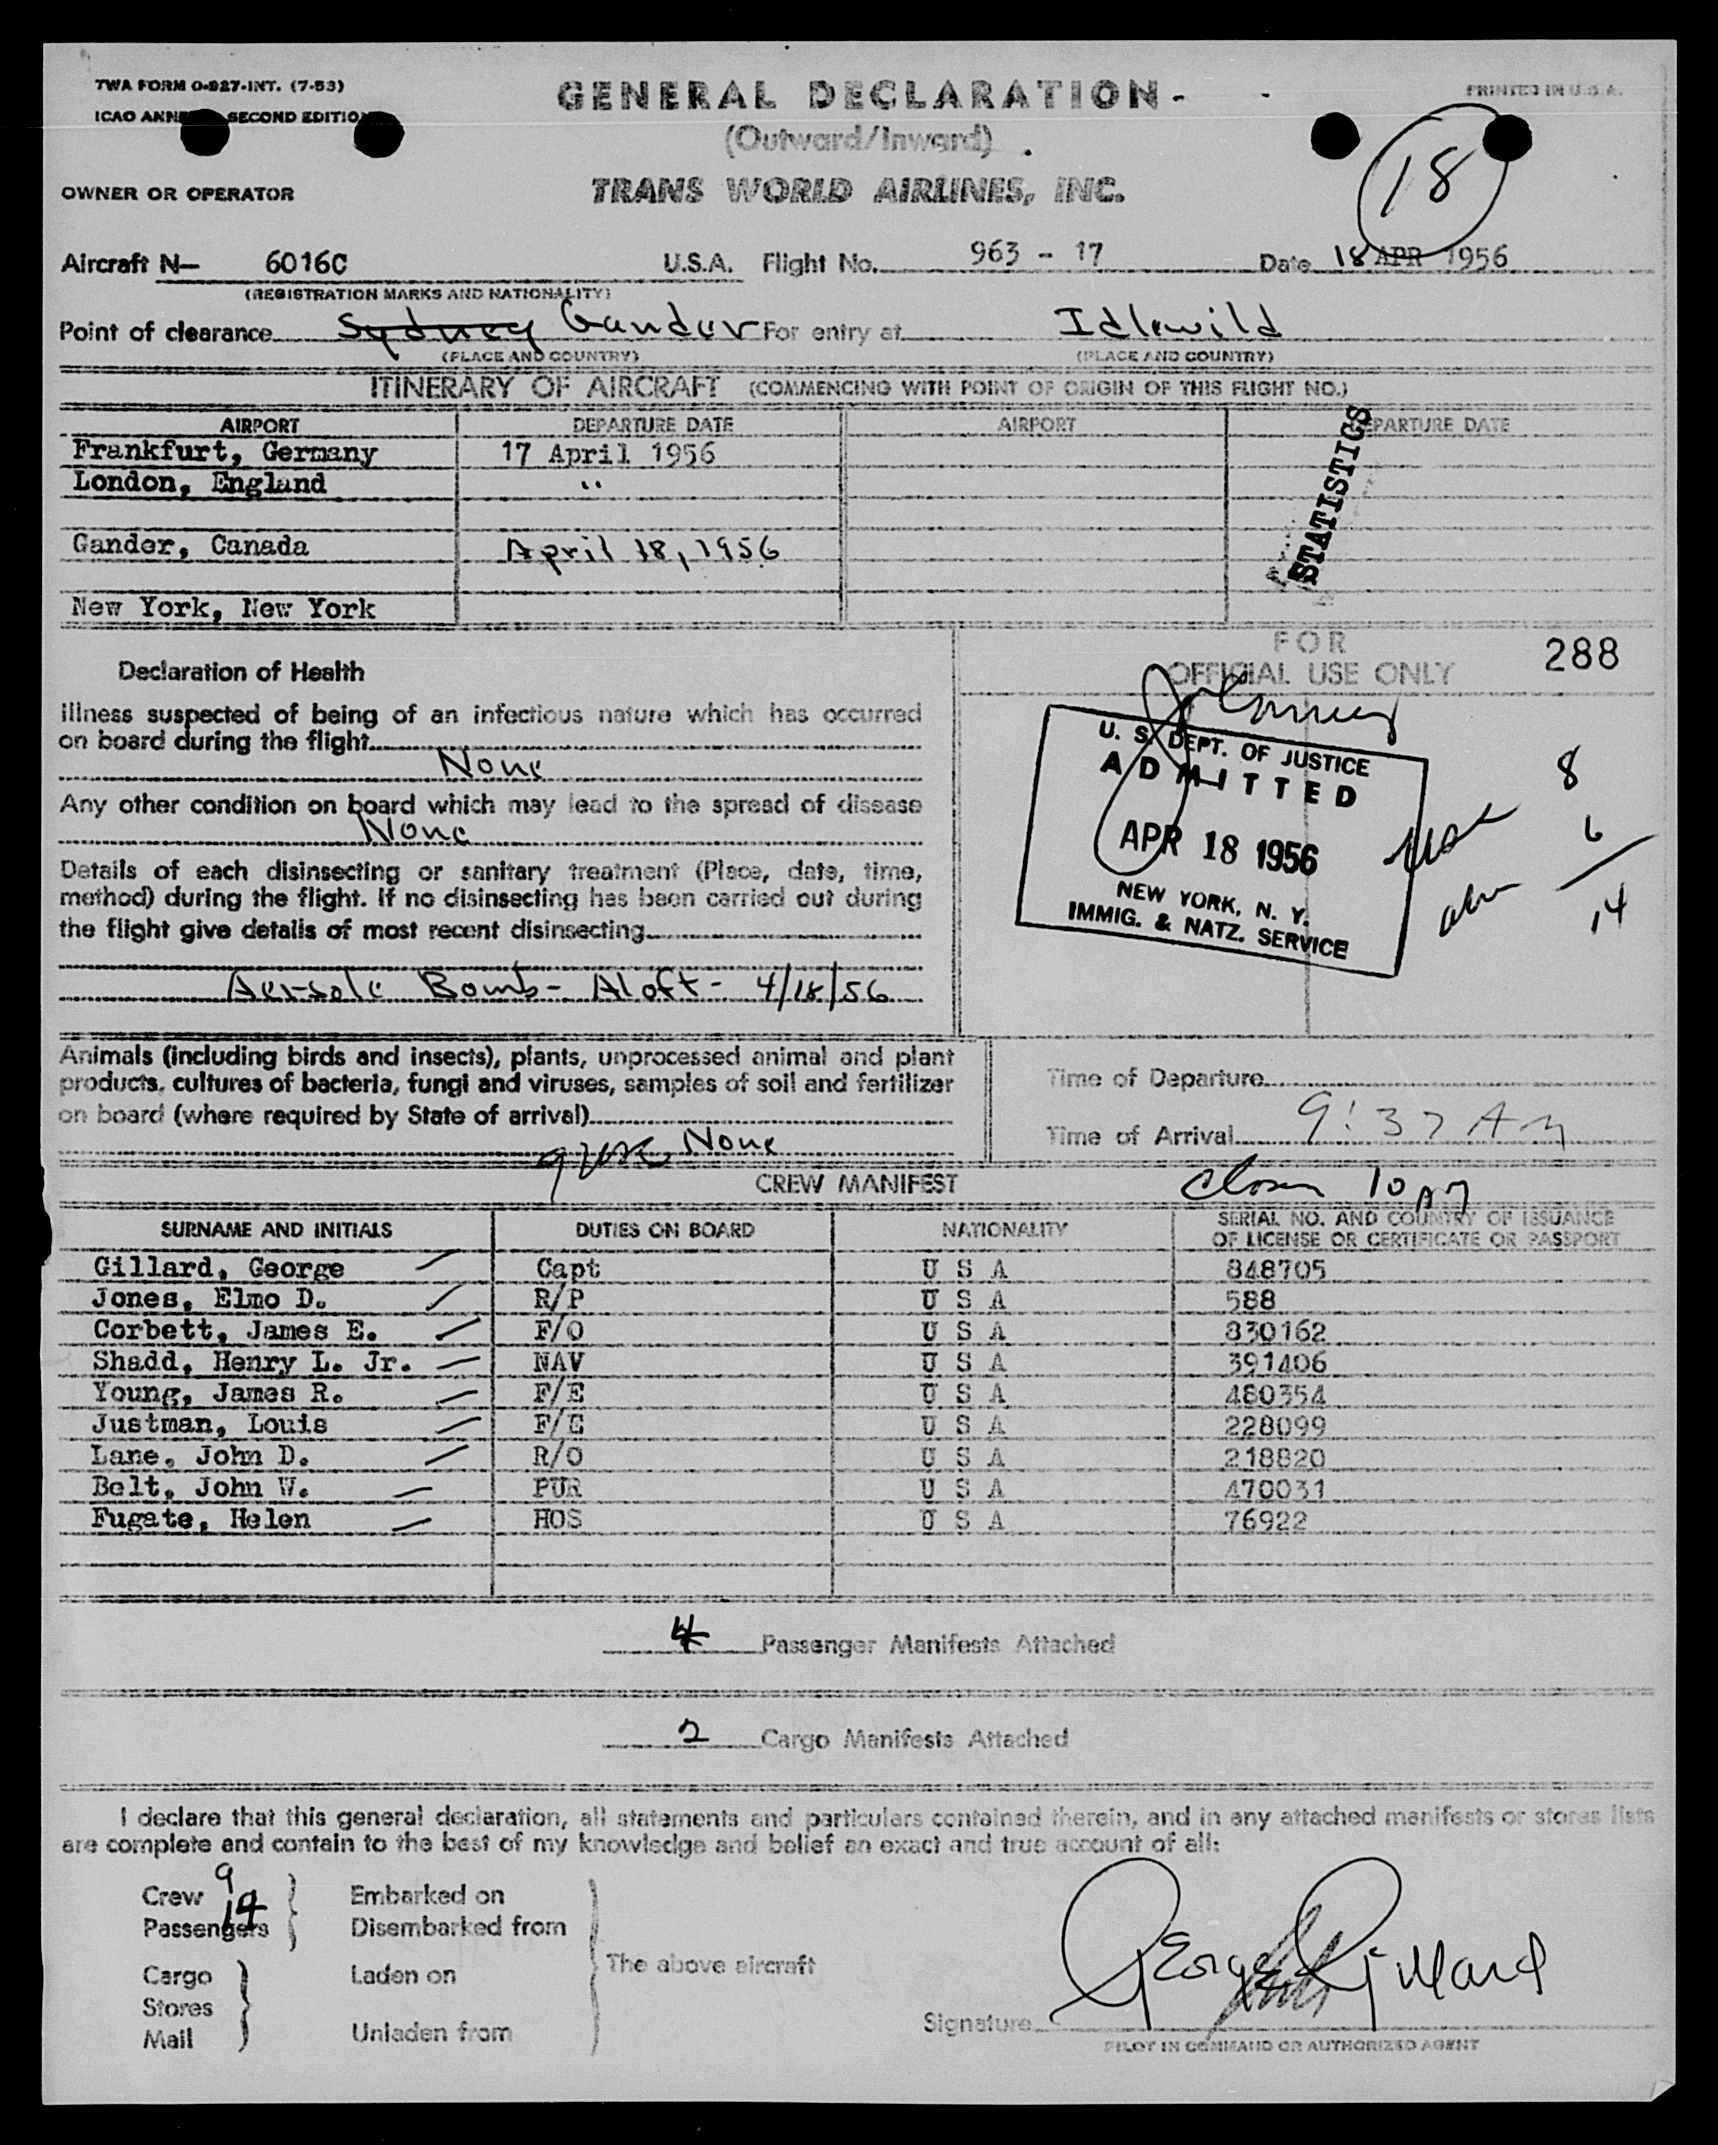 TWA FORM O-927-INT. (7-53)
GENERAL DECLARATION
PRINTED IN U.S.A.
ICAO SECOND EDITION
(Outward/Inward)
18
OWNER OR OPERATOR
TRANS WORLD AIRLINES, INC.
Aircraft N— 6016C U.S.A. Flight No. 963 - 17 Date 18 APR 1956
(REGISTRATION MARKS AND NATIONALITY)
Point of clearance Sydney Gander For entry at Idlewild
(PLACE AND COUNTRY) (PLACE AND COUNTRY)
ITINERARY OF AIRCRAFT (COMMENCING WITH POINT OF ORIGIN OF THIS FLIGHT NO.)
AIRPORT DEPARTURE DATE AIRPORT DEPARTURE DATE
Frankfurt, Germany 17 April 1956
London, England "
STATISTICS
Gander, Canada April 18, 1956
New York, New York
FOR
OFFICIAL USE ONLY 288
Declaration of Health
Illness suspected of being of an infectious nature which has occurred
on board during the flight
None
Any other condition on board which may lead to the spread of disease
None
Details of each disinsecting or sanitary treatment (Place, date, time,
method) during the flight. If no disinsecting has been carried out during
the flight give details of most recent disinsecting
Aersole Bomb - Aloft - 4/18/56
U. S. DEPT. OF JUSTICE
ADMITTED
APR 18 1956
NEW YORK, N. Y.
IMMIG. & NATZ. SERVICE
8
6
14
Animals (including birds and insects), plants, unprocessed animal and plant
products, cultures of bacteria, fungi and viruses, samples of soil and fertilizer
on board (where required by State of arrival)
None
Time of Departure
Time of Arrival 9:37 AM
CREW MANIFEST
SURNAME AND INITIALS DUTIES ON BOARD NATIONALITY SERIAL NO. AND COUNTRY OF ISSUANCE
OF LICENSE OR CERTIFICATE OR PASSPORT
Gillard, George Capt U S A 848705
Jones, Elmo D. R/P U S A 588
Corbett, James E. F/O U S A 830162
Shadd, Henry L. Jr. NAV U S A 391406
Young, James R. F/E U S A 480354
Justman, Louis F/E U S A 228099
Lane, John D. R/O U S A 218820
Belt, John W. PUR U S A 470031
Fugate, Helen HOS U S A 76922
4 Passenger Manifests Attached
2 Cargo Manifests Attached
I declare that this general declaration, all statements and particulars contained therein, and in any attached manifests or stores lists
are complete and contain to the best of my knowledge and belief an exact and true account of all:
Crew 9 Embarked on
Passengers 14 Disembarked from
The above aircraft
Cargo Laden on
Stores
Mail Unladen from
Signature George Gillard
PILOT IN COMMAND OR AUTHORIZED AGENT